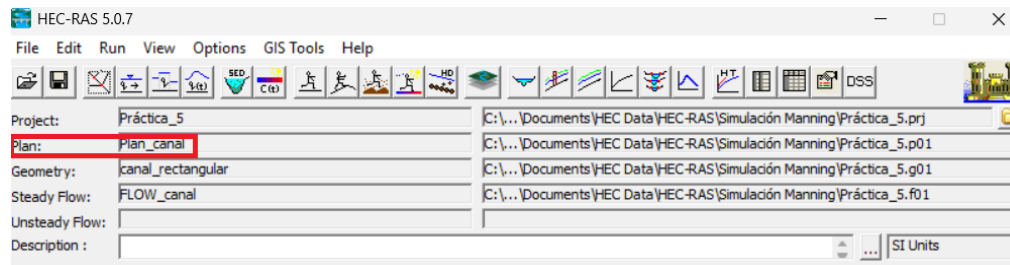 HEC-RAS 5.0.7
File Edit Run View Options GIS Tools Help
SED C(t) HD HT DSS
Project: Práctica_5 C:\...\Documents\HEC Data\HEC-RAS\Simulación Manning\Práctica_5.prj
Plan: Plan_canal C:\...\Documents\HEC Data\HEC-RAS\Simulación Manning\Práctica_5.p01
Geometry: canal_rectangular C:\...\Documents\HEC Data\HEC-RAS\Simulación Manning\Práctica_5.g01
Steady Flow: FLOW_canal C:\...\Documents\HEC Data\HEC-RAS\Simulación Manning\Práctica_5.f01
Unsteady Flow:
Description : ... SI Units